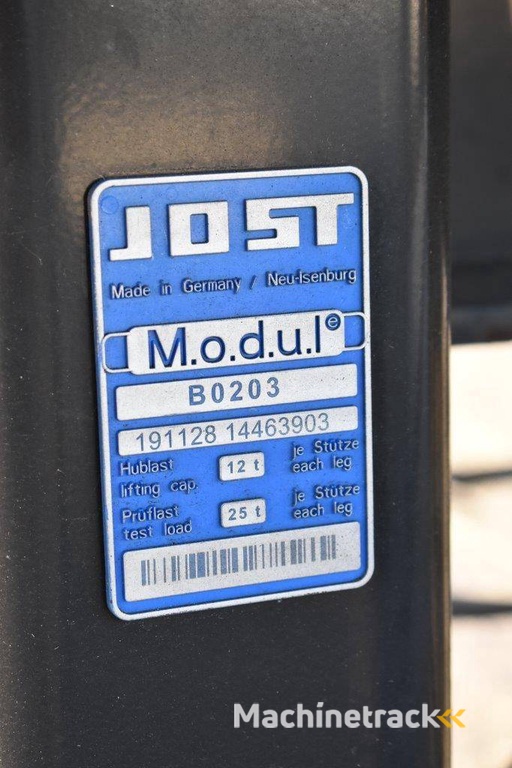 JOST
Made in Germany / Neu-Isenburg
M.o.d.u.l e
B0203
191128 14463903
Hublast 12 t je Stütze
lifting cap. each leg
Prüflast 25 t je Stütze
test load each leg
Machinetrack